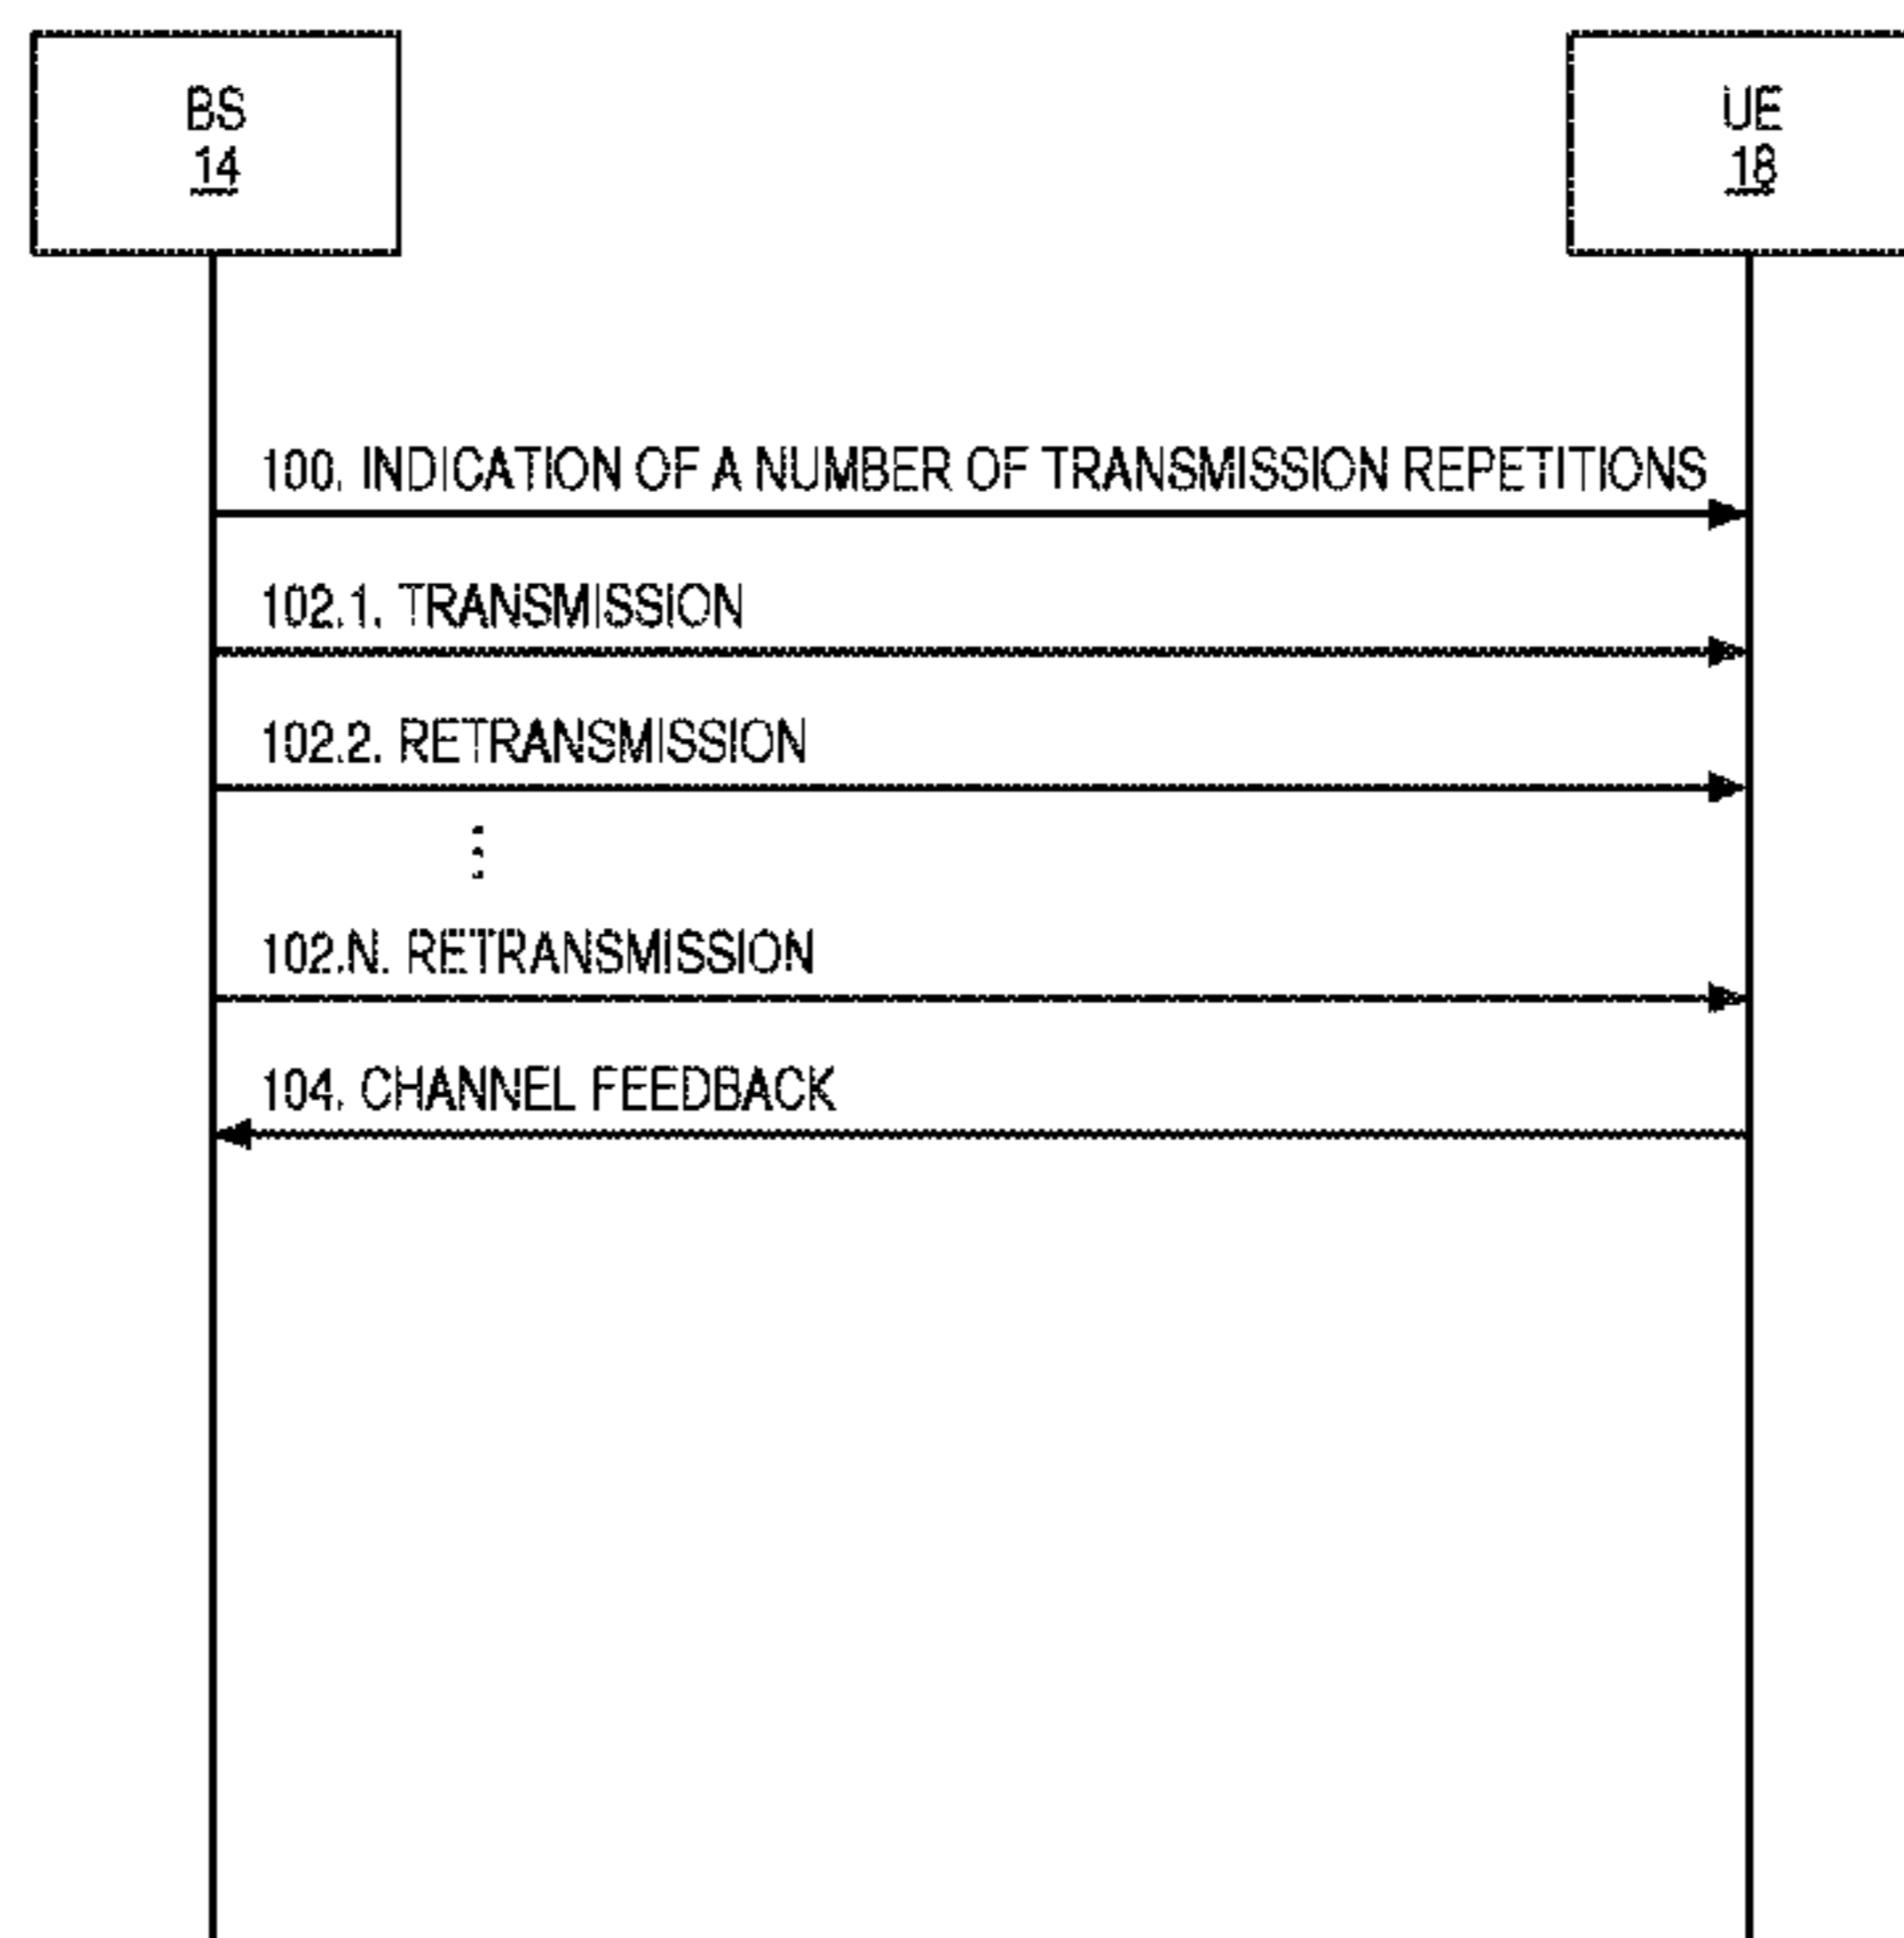 BS
14
UE
18
100. INDICATION OF A NUMBER OF TRANSMISSION REPETITIONS
102.1. TRANSMISSION
102.2. RETRANSMISSION
102.N. RETRANSMISSION
104. CHANNEL FEEDBACK